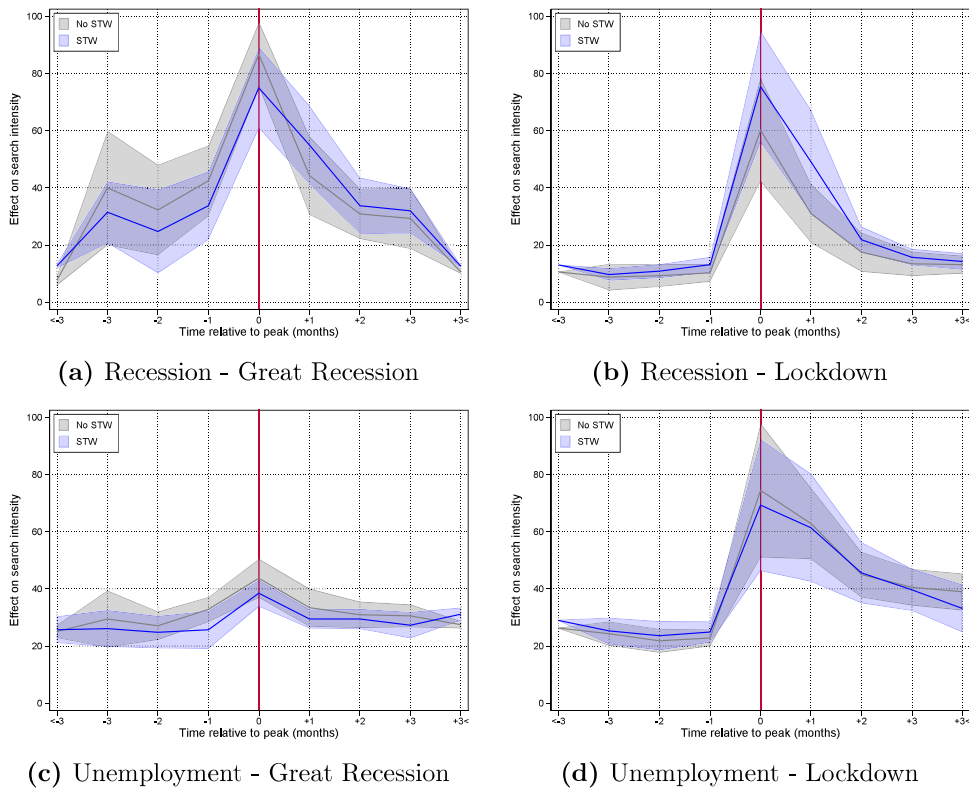 100
80
60
40
20
0
Effect on search intensity
No STW
STW
<-3 -3 -2 -1 0 +1 +2 +3 +3<
Time relative to peak (months)
(a) Recession - Great Recession
100
80
60
40
20
0
Effect on search intensity
No STW
STW
<-3 -3 -2 -1 0 +1 +2 +3 +3<
Time relative to peak (months)
(b) Recession - Lockdown
100
80
60
40
20
0
Effect on search intensity
No STW
STW
<-3 -3 -2 -1 0 +1 +2 +3 +3<
Time relative to peak (months)
(c) Unemployment - Great Recession
100
80
60
40
20
0
Effect on search intensity
No STW
STW
<-3 -3 -2 -1 0 +1 +2 +3 +3<
Time relative to peak (months)
(d) Unemployment - Lockdown